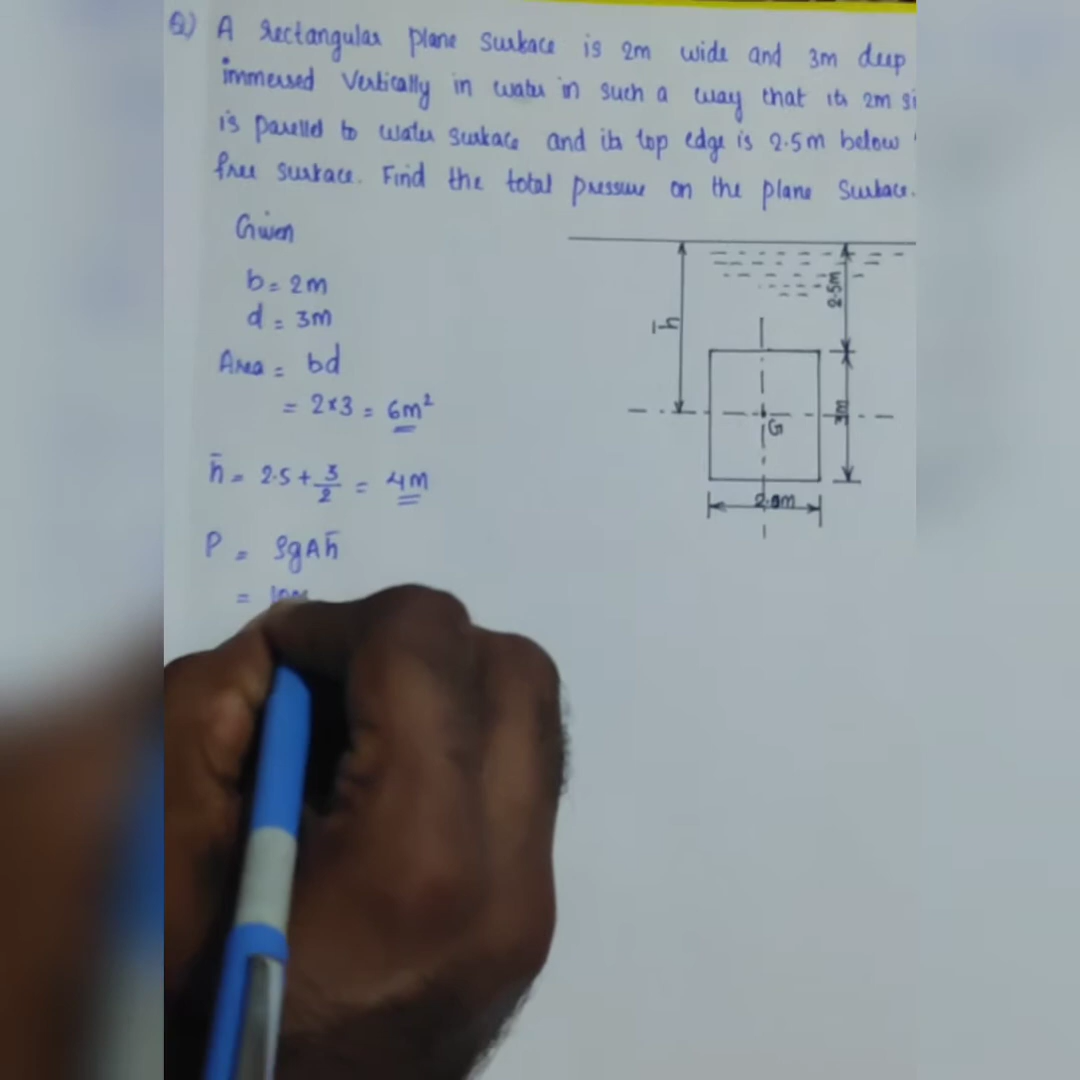 Q) A rectangular plane surface is 2m wide and 3m deep
immersed vertically in water in such a way that its 2m si
is parellel to water surface and its top edge is 2.5m below
free surface. Find the total pressure on the plane surface.
Given
b = 2m
d = 3m
Area = bd
= 2×3 = 6m²
h̄ = 2.5 + 3/2 = 4m
P = ρgAh̄
=
h̄
2.5m
3m
G
2.0m